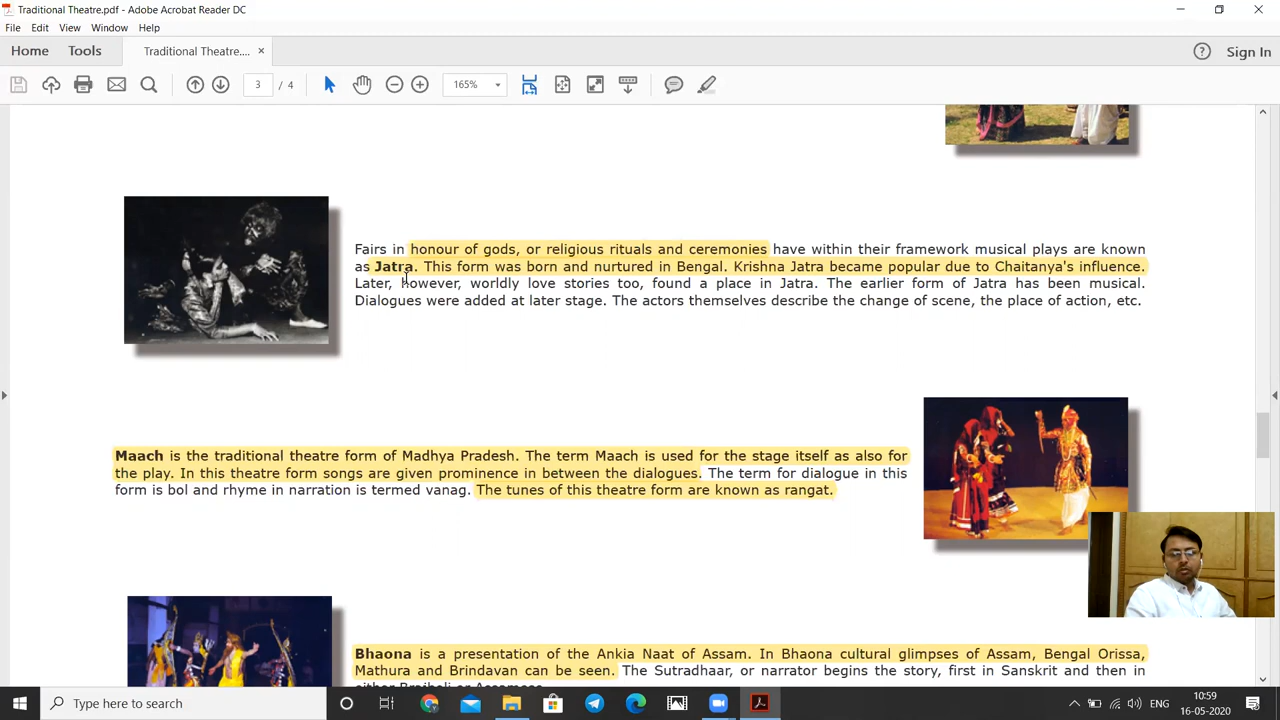 Traditional Theatre.pdf - Adobe Acrobat Reader DC
File Edit View Window Help
Home Tools Traditional Theatre.... × Sign In
3 / 4 165%
Fairs in honour of gods, or religious rituals and ceremonies have within their framework musical plays are known
as Jatra. This form was born and nurtured in Bengal. Krishna Jatra became popular due to Chaitanya's influence.
Later, however, worldly love stories too, found a place in Jatra. The earlier form of Jatra has been musical.
Dialogues were added at later stage. The actors themselves describe the change of scene, the place of action, etc.
Maach is the traditional theatre form of Madhya Pradesh. The term Maach is used for the stage itself as also for
the play. In this theatre form songs are given prominence in between the dialogues. The term for dialogue in this
form is bol and rhyme in narration is termed vanag. The tunes of this theatre form are known as rangat.
Bhaona is a presentation of the Ankia Naat of Assam. In Bhaona cultural glimpses of Assam, Bengal Orissa,
Mathura and Brindavan can be seen. The Sutradhaar, or narrator begins the story, first in Sanskrit and then in
Type here to search
ENG
10:59
16-05-2020